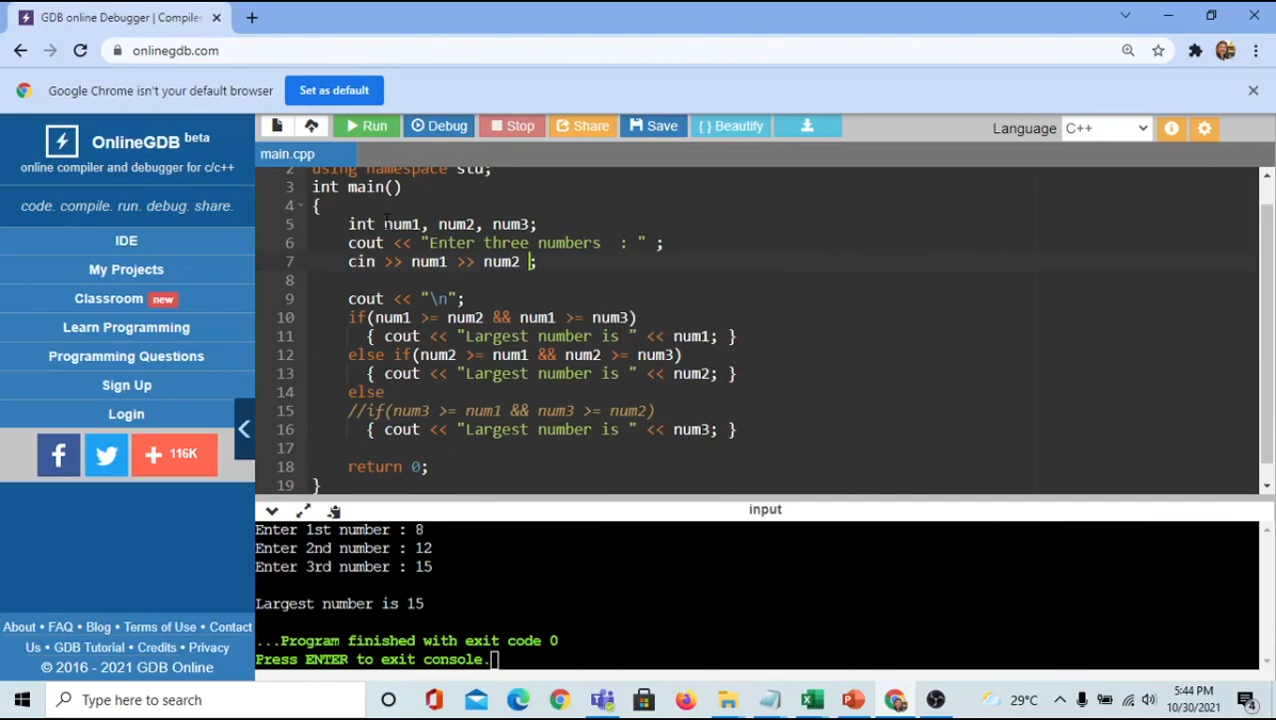 GDB online Debugger | Compiler
onlinegdb.com
Google Chrome isn't your default browser
Set as default
OnlineGDB beta
online compiler and debugger for c/c++
code. compile. run. debug. share.
IDE
My Projects
Classroom new
Learn Programming
Programming Questions
Sign Up
Login
f
+ 116K
About • FAQ • Blog • Terms of Use • Contact
Us • GDB Tutorial • Credits • Privacy
© 2016 - 2021 GDB Online
Run Debug Stop Share Save { } Beautify
Language C++
main.cpp
2 using namespace std;
3 int main()
4 {
5 int num1, num2, num3;
6 cout << "Enter three numbers  : " ;
7 cin >> num1 >> num2 ;
8
9 cout << "\n";
10 if(num1 >= num2 && num1 >= num3)
11 { cout << "Largest number is " << num1; }
12 else if(num2 >= num1 && num2 >= num3)
13 { cout << "Largest number is " << num2; }
14 else
15 //if(num3 >= num1 && num3 >= num2)
16 { cout << "Largest number is " << num3; }
17
18 return 0;
19 }
input
Enter 1st number : 8
Enter 2nd number : 12
Enter 3rd number : 15
Largest number is 15
...Program finished with exit code 0
Press ENTER to exit console.
Type here to search
29°C
5:44 PM
10/30/2021
4